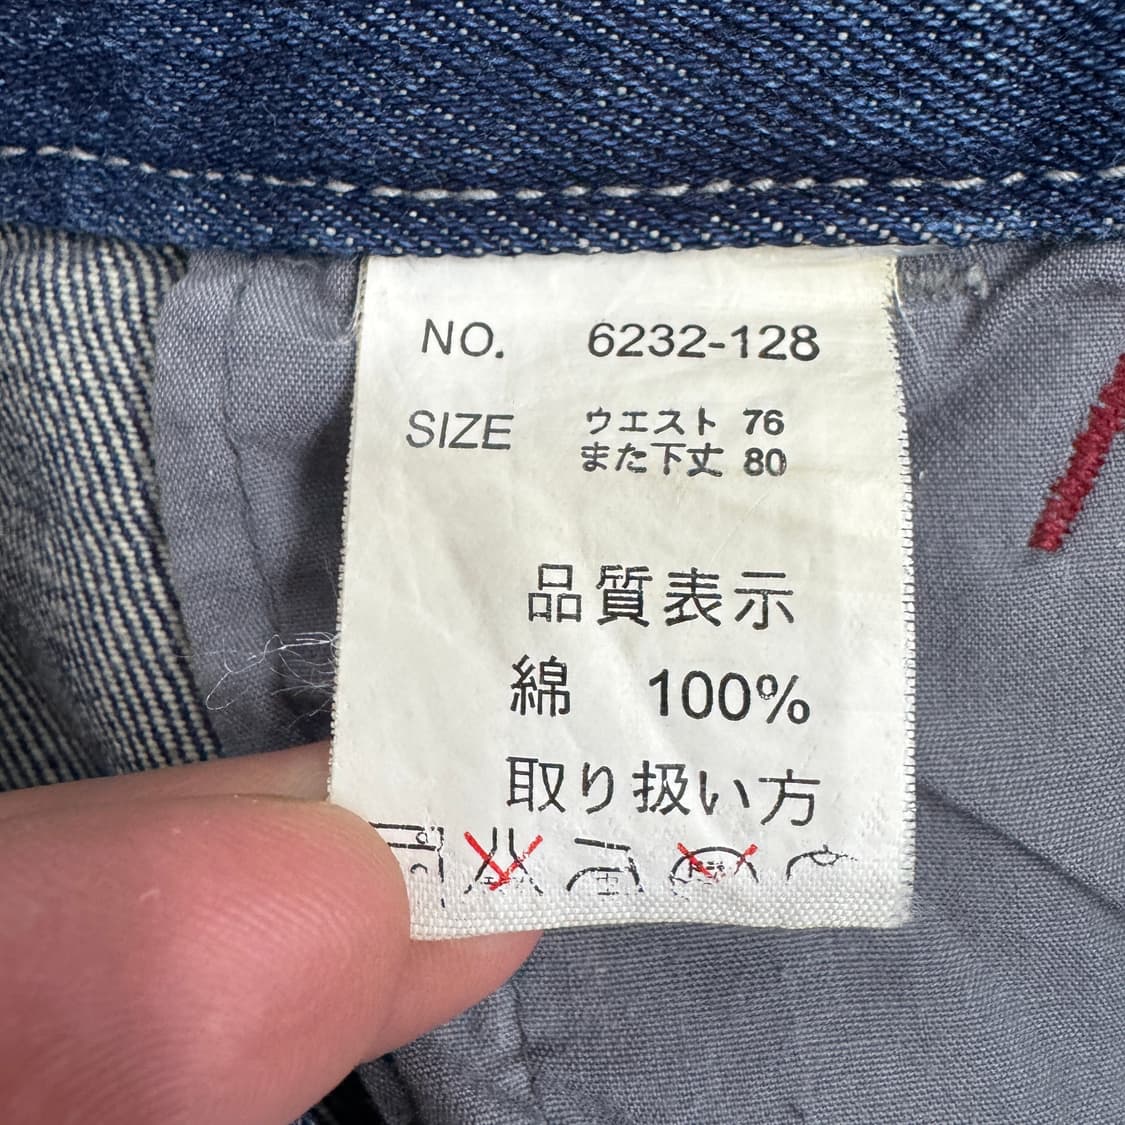 NO. 6232-128
SIZE ウエスト 76
また下丈 80
品質表示
綿 100%
取り扱い方